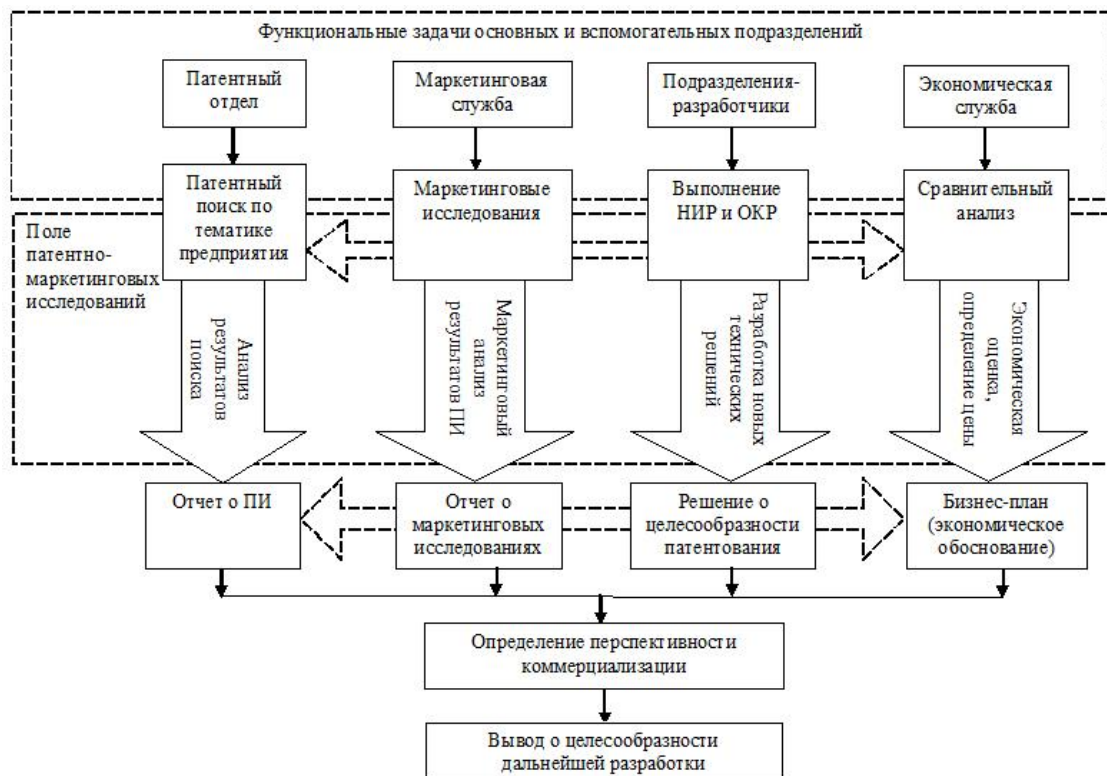 Функциональные задачи основных и вспомогательных подразделений
Патентный
отдел
Маркетинговая
служба
Подразделения-
разработчики
Экономическая
служба
Патентный
поиск по
тематике
предприятия
Маркетинговые
исследования
Выполнение
НИР и ОКР
Сравнительный
анализ
Поле
патентно-
маркетинговых
исследований
Анализ
результатов
поиска
Маркетинговый
анализ
результатов ПИ
Разработка новых
технических
решений
Экономическая
оценка,
определение цены
Отчет о ПИ
Отчет о
маркетинговых
исследованиях
Решение о
целесообразности
патентования
Бизнес-план
(экономическое
обоснование)
Определение перспективности
коммерциализации
Вывод о целесообразности
дальнейшей разработки